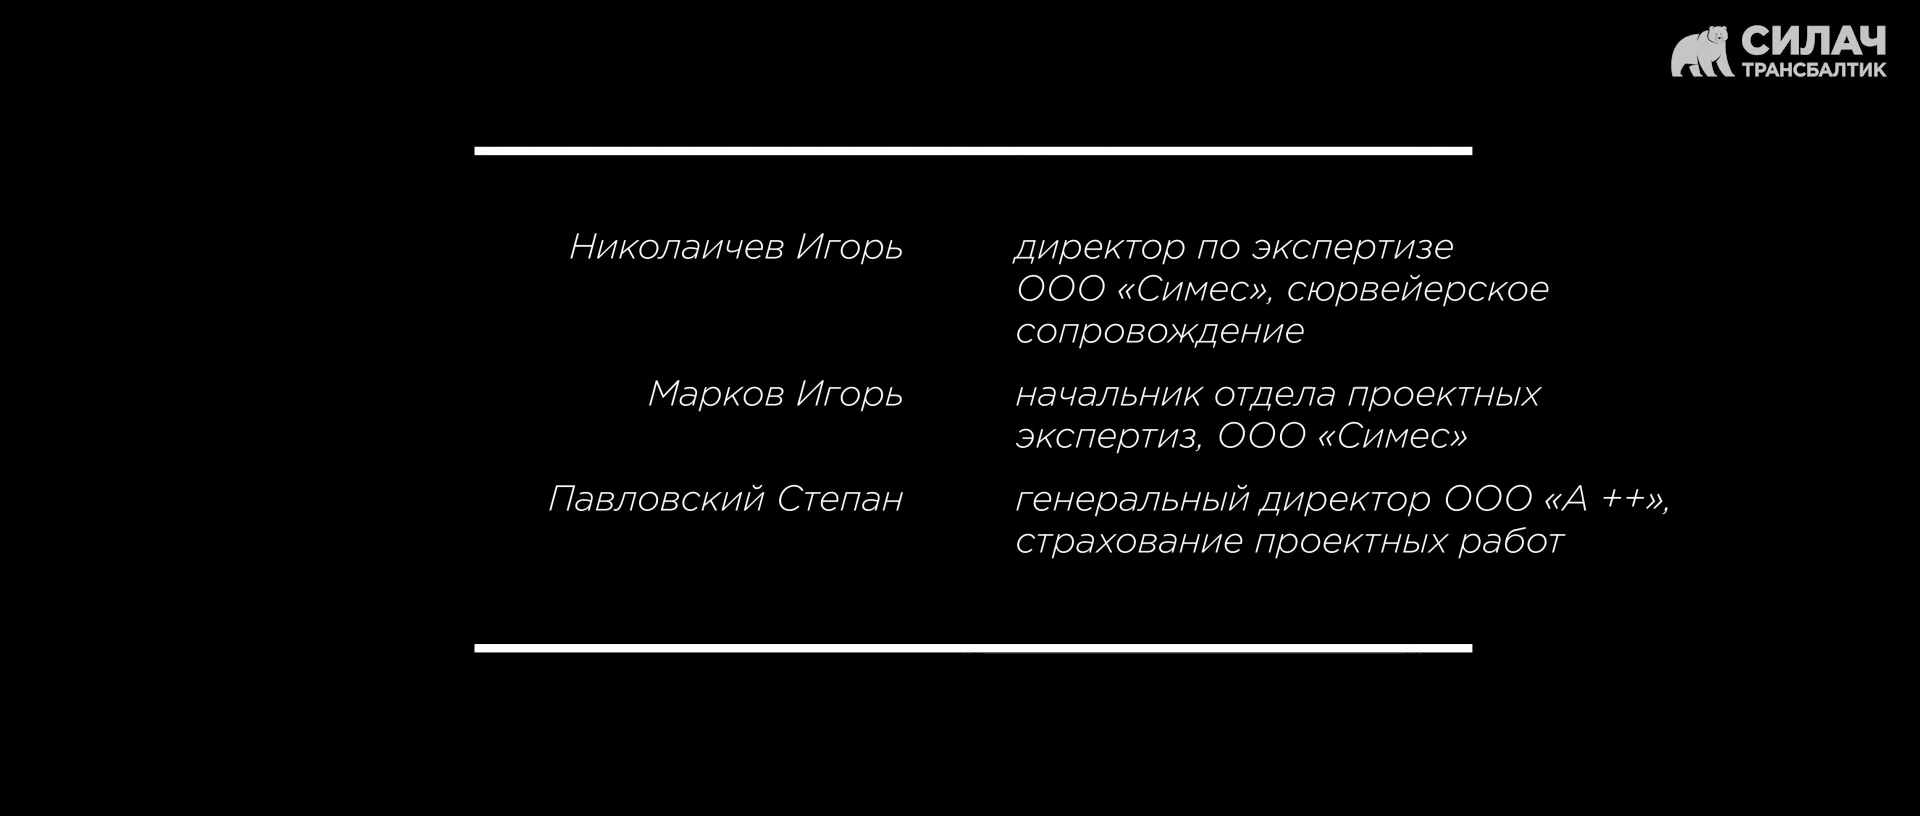 СИЛАЧ
ТРАНСБАЛТИК
Николаичев Игорь
директор по экспертизе
ООО «Симес», сюрвейерское
сопровождение
Марков Игорь
начальник отдела проектных
экспертиз, ООО «Симес»
Павловский Степан
генеральный директор ООО «А ++»,
страхование проектных работ